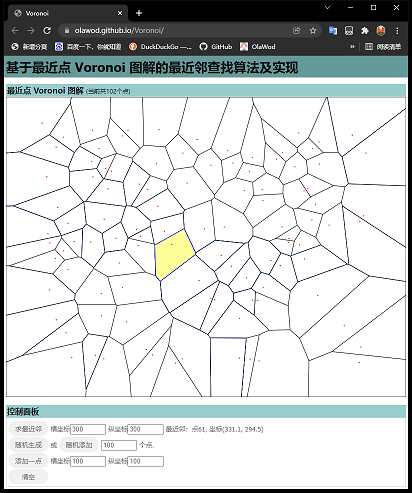 Voronoi
olawod.github.io/Voronoi/
新增分頁 百度一下，你就知道 DuckDuckGo — ... GitHub OlaWod 阅读清单
基于最近点 Voronoi 图解的最近邻查找算法及实现
最近点 Voronoi 图解 (当前共102个点)
控制面板
求最近邻 横坐标 300 纵坐标 300 最近邻：点61, 坐标(331.1, 294.5)
随机生成 或 随机添加 100 个点.
添加一点 横坐标 100 纵坐标 100
清空